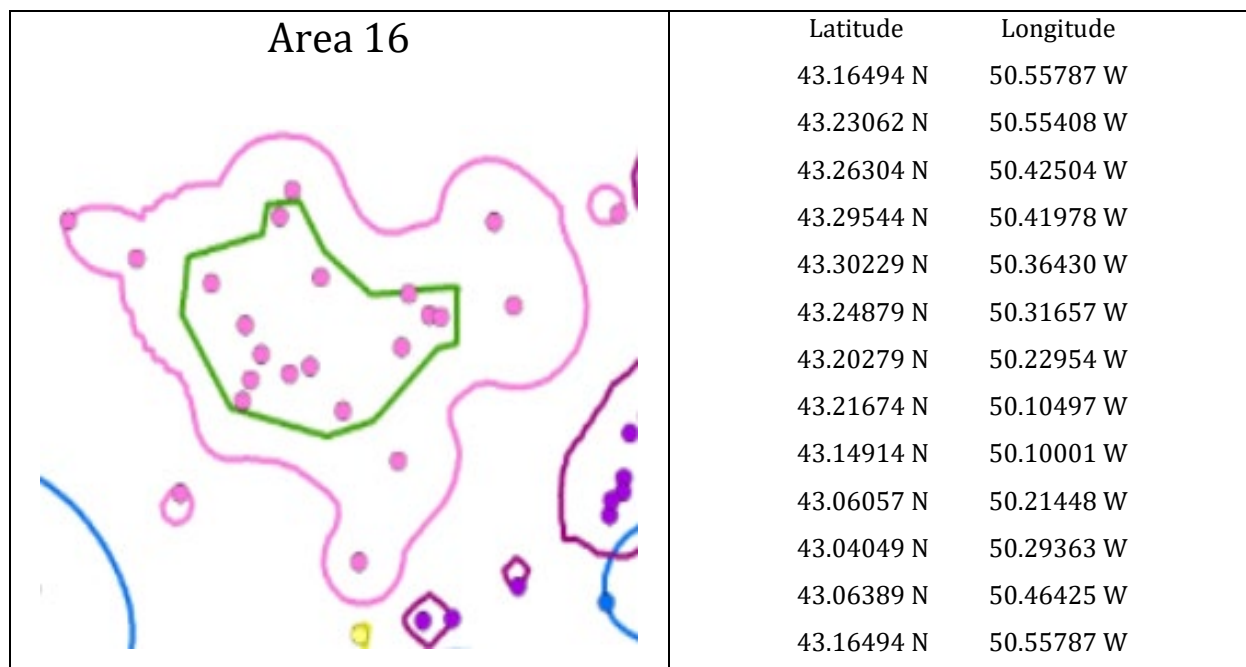 Area 16
Latitude Longitude
43.16494 N 50.55787 W
43.23062 N 50.55408 W
43.26304 N 50.42504 W
43.29544 N 50.41978 W
43.30229 N 50.36430 W
43.24879 N 50.31657 W
43.20279 N 50.22954 W
43.21674 N 50.10497 W
43.14914 N 50.10001 W
43.06057 N 50.21448 W
43.04049 N 50.29363 W
43.06389 N 50.46425 W
43.16494 N 50.55787 W